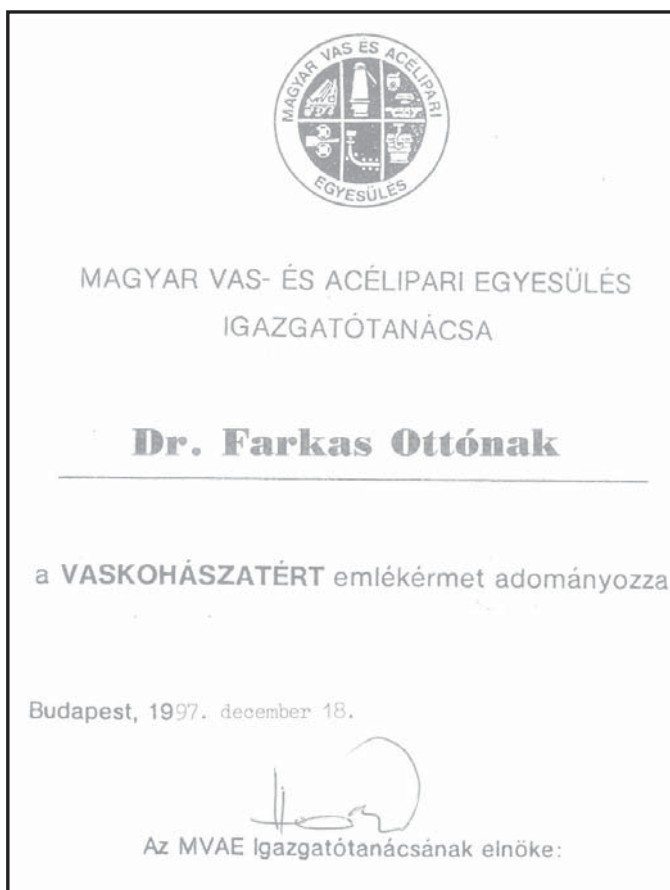 MAGYAR VAS ÉS ACÉLIPARI
EGYESÜLÉS
MAGYAR VAS- ÉS ACÉLIPARI EGYESÜLÉS
IGAZGATÓTANÁCSA
Dr. Farkas Ottónak
a VASKOHÁSZATÉRT emlékérmet adományozza
Budapest, 1997. december 18.
Az MVAE Igazgatótanácsának elnöke: